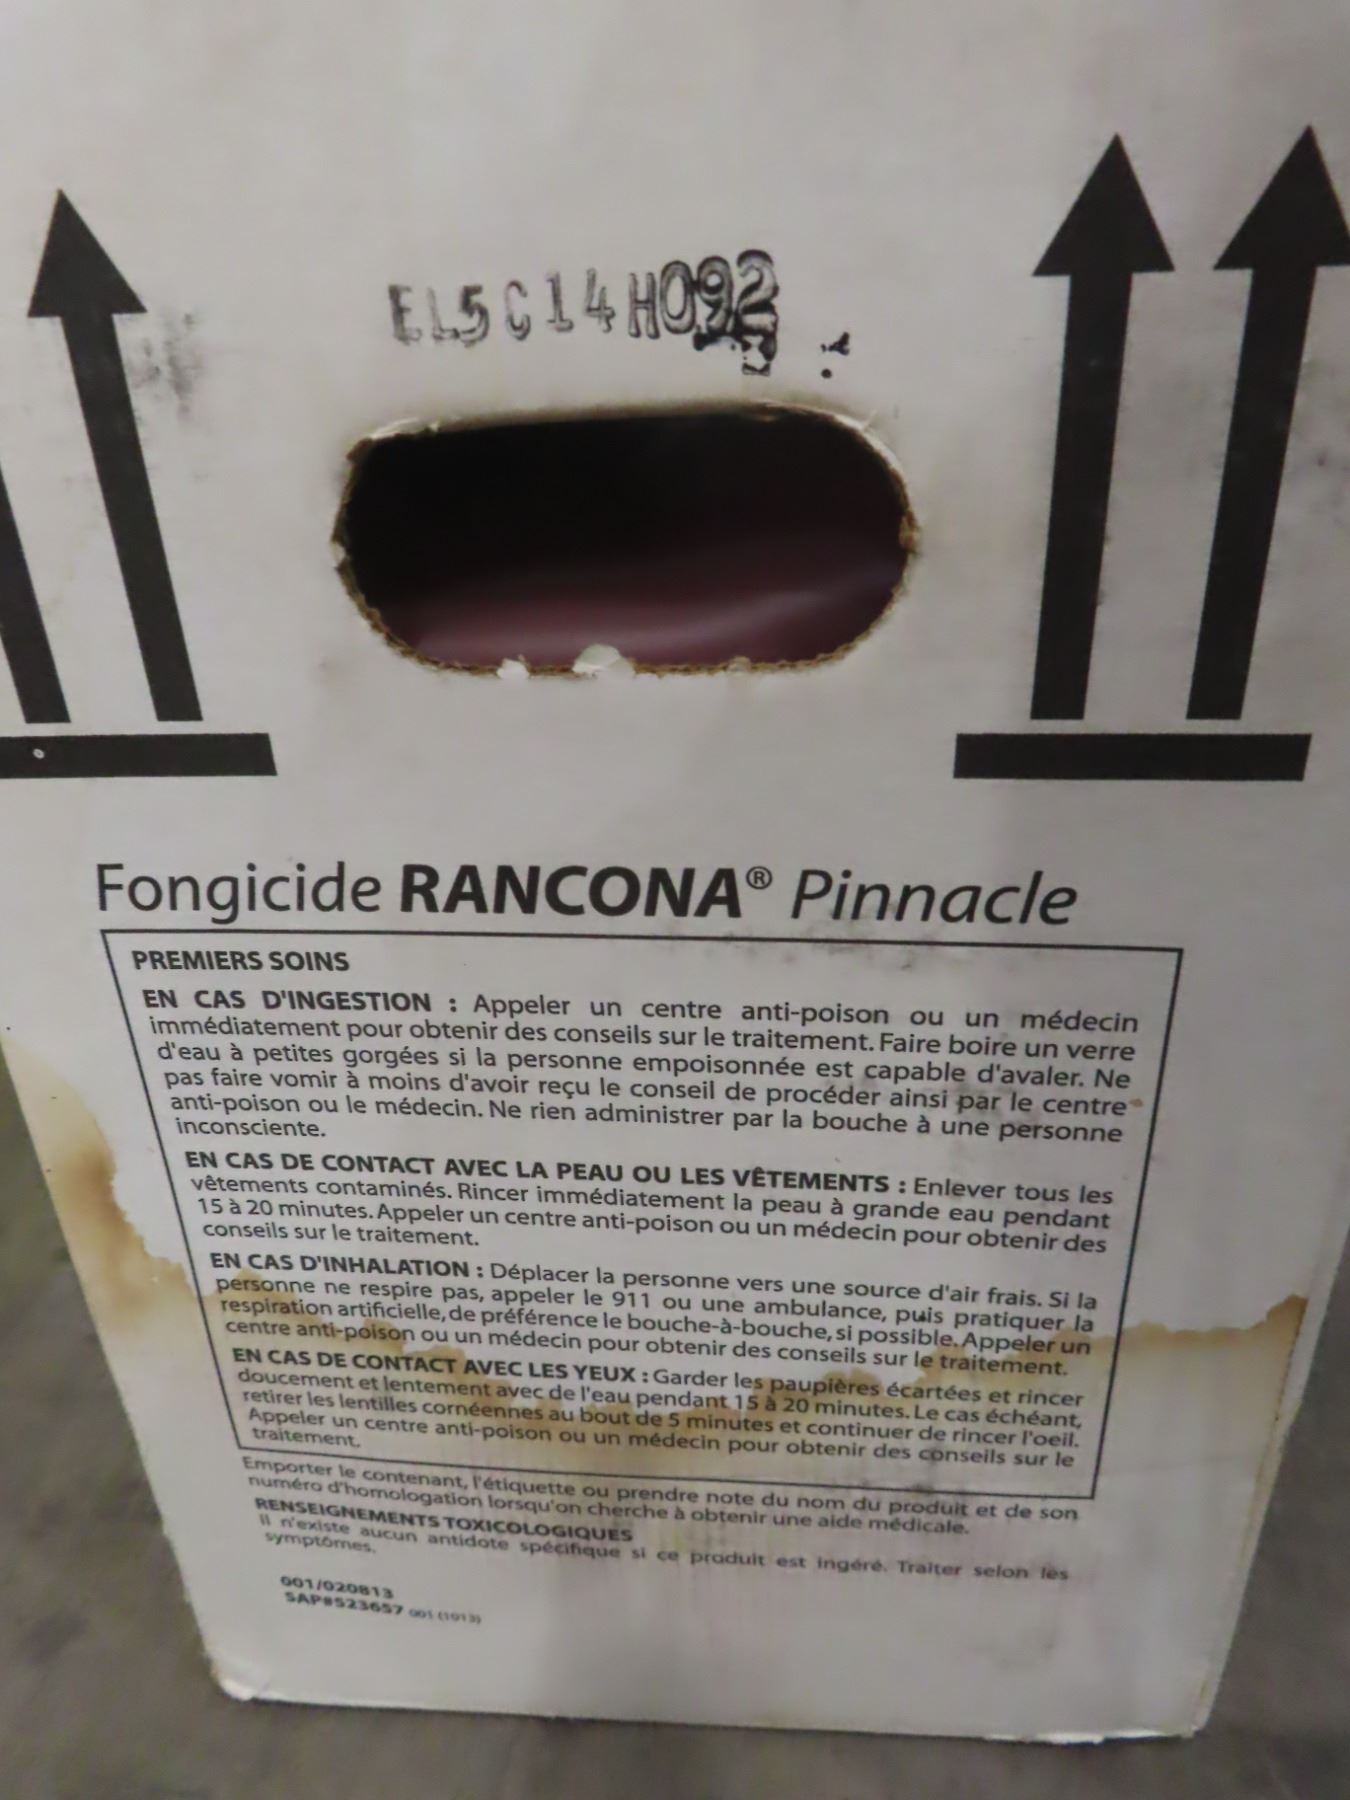 EL5C14H092
Fongicide RANCONA® Pinnacle
PREMIERS SOINS
EN CAS D'INGESTION : Appeler un centre anti-poison ou un médecin
immédiatement pour obtenir des conseils sur le traitement. Faire boire un verre
d'eau à petites gorgées si la personne empoisonnée est capable d'avaler. Ne
pas faire vomir à moins d'avoir reçu le conseil de procéder ainsi par le centre
anti-poison ou le médecin. Ne rien administrer par la bouche à une personne
inconsciente.
EN CAS DE CONTACT AVEC LA PEAU OU LES VÊTEMENTS : Enlever tous les
vêtements contaminés. Rincer immédiatement la peau à grande eau pendant
15 à 20 minutes. Appeler un centre anti-poison ou un médecin pour obtenir des
conseils sur le traitement.
EN CAS D'INHALATION : Déplacer la personne vers une source d'air frais. Si la
personne ne respire pas, appeler le 911 ou une ambulance, puis pratiquer la
respiration artificielle, de préférence le bouche-à-bouche, si possible. Appeler un
centre anti-poison ou un médecin pour obtenir des conseils sur le traitement.
EN CAS DE CONTACT AVEC LES YEUX : Garder les paupières écartées et rincer
doucement et lentement avec de l'eau pendant 15 à 20 minutes. Le cas échéant,
retirer les lentilles cornéennes au bout de 5 minutes et continuer de rincer l'oeil.
Appeler un centre anti-poison ou un médecin pour obtenir des conseils sur le
traitement.
Emporter le contenant, l'étiquette ou prendre note du nom du produit et de son
numéro d'homologation lorsqu'on cherche à obtenir une aide médicale.
RENSEIGNEMENTS TOXICOLOGIQUES
Il n'existe aucun antidote spécifique si ce produit est ingéré. Traiter selon les
symptômes.
001/020813
SAP#523657 001 (1013)